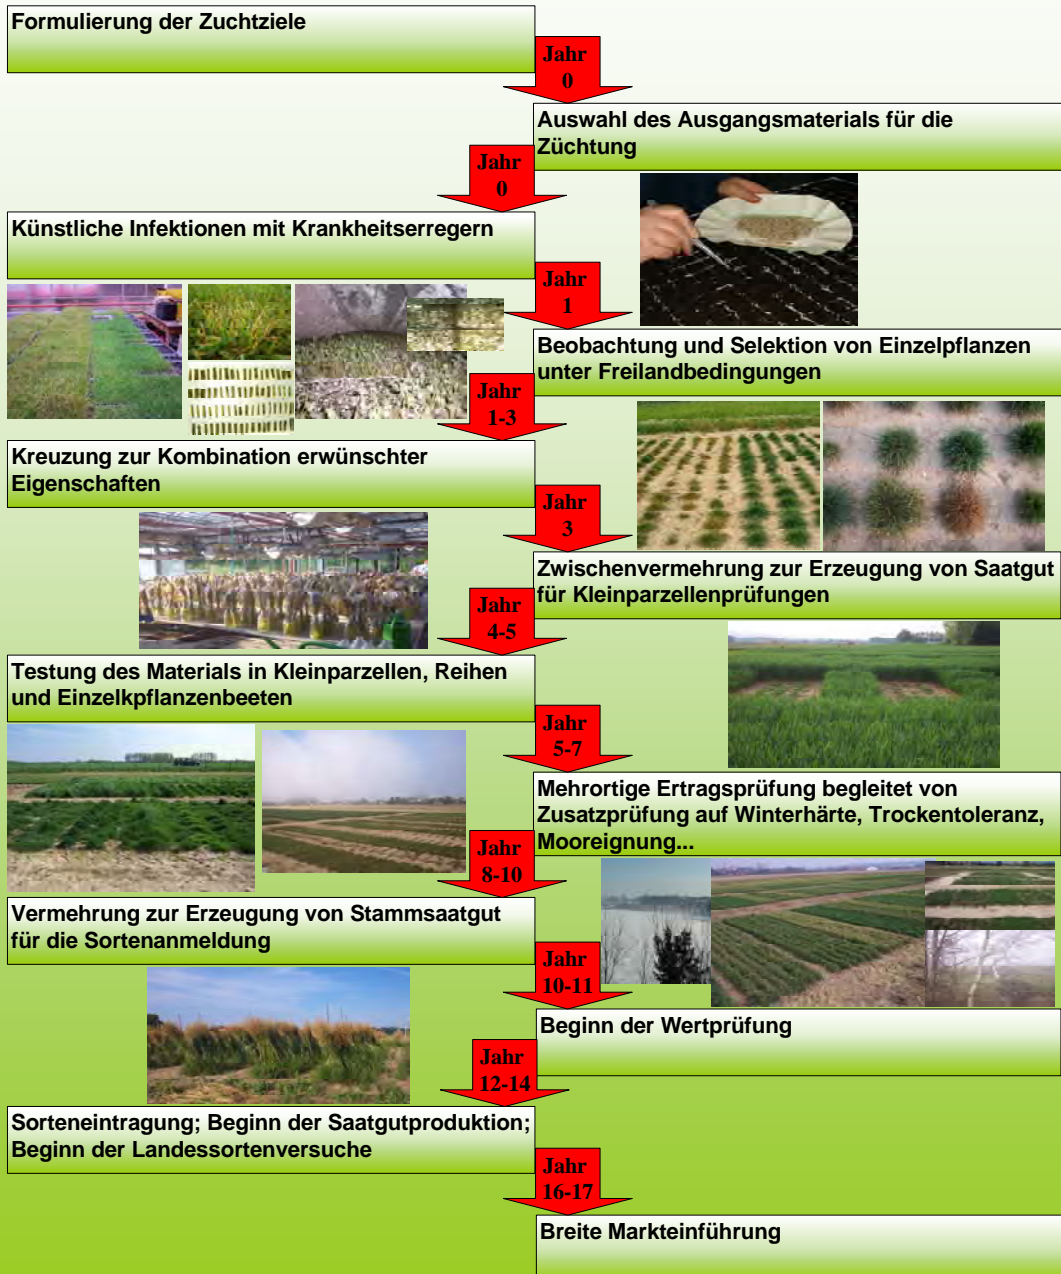 Formulierung der Zuchtziele
Jahr
0
Auswahl des Ausgangsmaterials für die
Züchtung
Jahr
0
Künstliche Infektionen mit Krankheitserregern
Jahr
1
Beobachtung und Selektion von Einzelpflanzen
unter Freilandbedingungen
Jahr
1-3
Kreuzung zur Kombination erwünschter
Eigenschaften
Jahr
3
Zwischenvermehrung zur Erzeugung von Saatgut
für Kleinparzellenprüfungen
Jahr
4-5
Testung des Materials in Kleinparzellen, Reihen
und Einzelkpflanzenbeeten
Jahr
5-7
Mehrortige Ertragsprüfung begleitet von
Zusatzprüfung auf Winterhärte, Trockentoleranz,
Mooreignung...
Jahr
8-10
Vermehrung zur Erzeugung von Stammsaatgut
für die Sortenanmeldung
Jahr
10-11
Beginn der Wertprüfung
Jahr
12-14
Sorteneintragung; Beginn der Saatgutproduktion;
Beginn der Landessortenversuche
Jahr
16-17
Breite Markteinführung